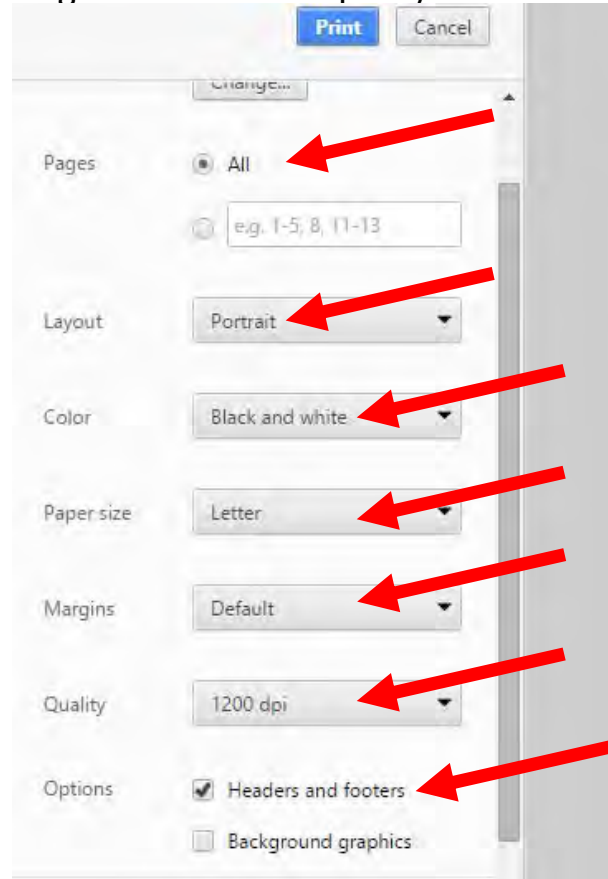 Print Cancel
Change...
Pages All
e.g. 1-5, 8, 11-13
Layout Portrait
Color Black and white
Paper size Letter
Margins Default
Quality 1200 dpi
Options Headers and footers
Background graphics